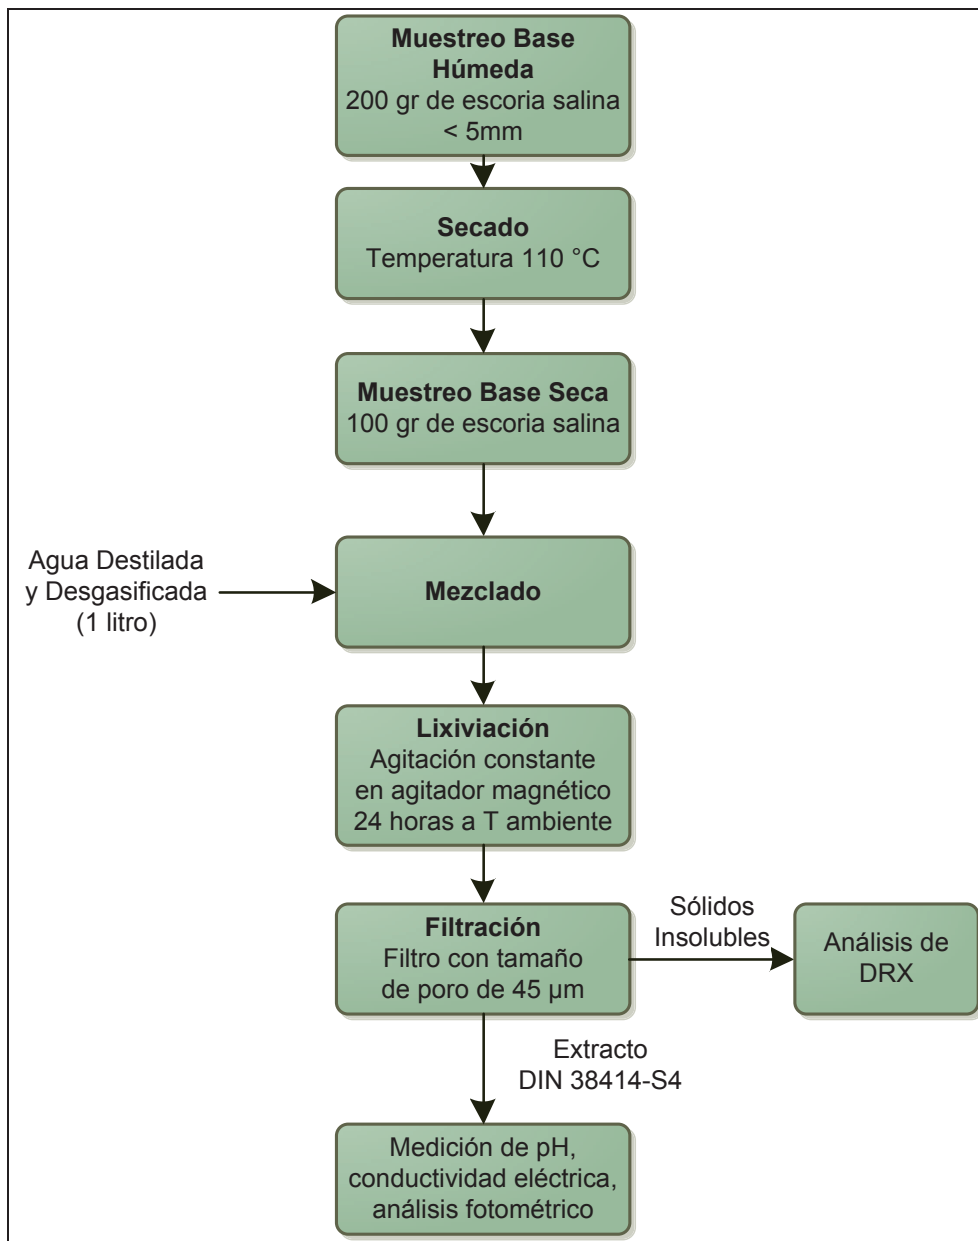 Muestreo Base
Húmeda
200 gr de escoria salina
< 5mm
Secado
Temperatura 110 °C
Muestreo Base Seca
100 gr de escoria salina
Agua Destilada
y Desgasificada
(1 litro)
Mezclado
Lixiviación
Agitación constante
en agitador magnético
24 horas a T ambiente
Filtración
Filtro con tamaño
de poro de 45 µm
Sólidos
Insolubles
Análisis de
DRX
Extracto
DIN 38414-S4
Medición de pH,
conductividad eléctrica,
análisis fotométrico